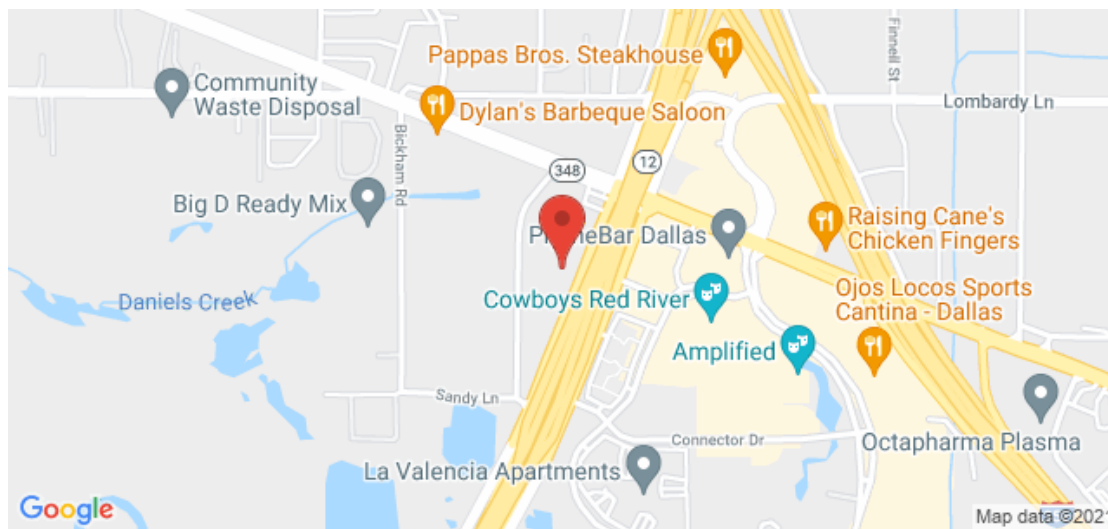 Pappas Bros. Steakhouse
Finnell St
Community
Waste Disposal
Lombardy Ln
Dylan's Barbeque Saloon
Bickham Rd
12
348
Big D Ready Mix
Raising Cane's
Chicken Fingers
Dallas
Daniels Creek
Cowboys Red River
Ojos Locos Sports
Cantina - Dallas
Amplified
Sandy Ln
Connector Dr
Octapharma Plasma
La Valencia Apartments
Google
Map data ©2021